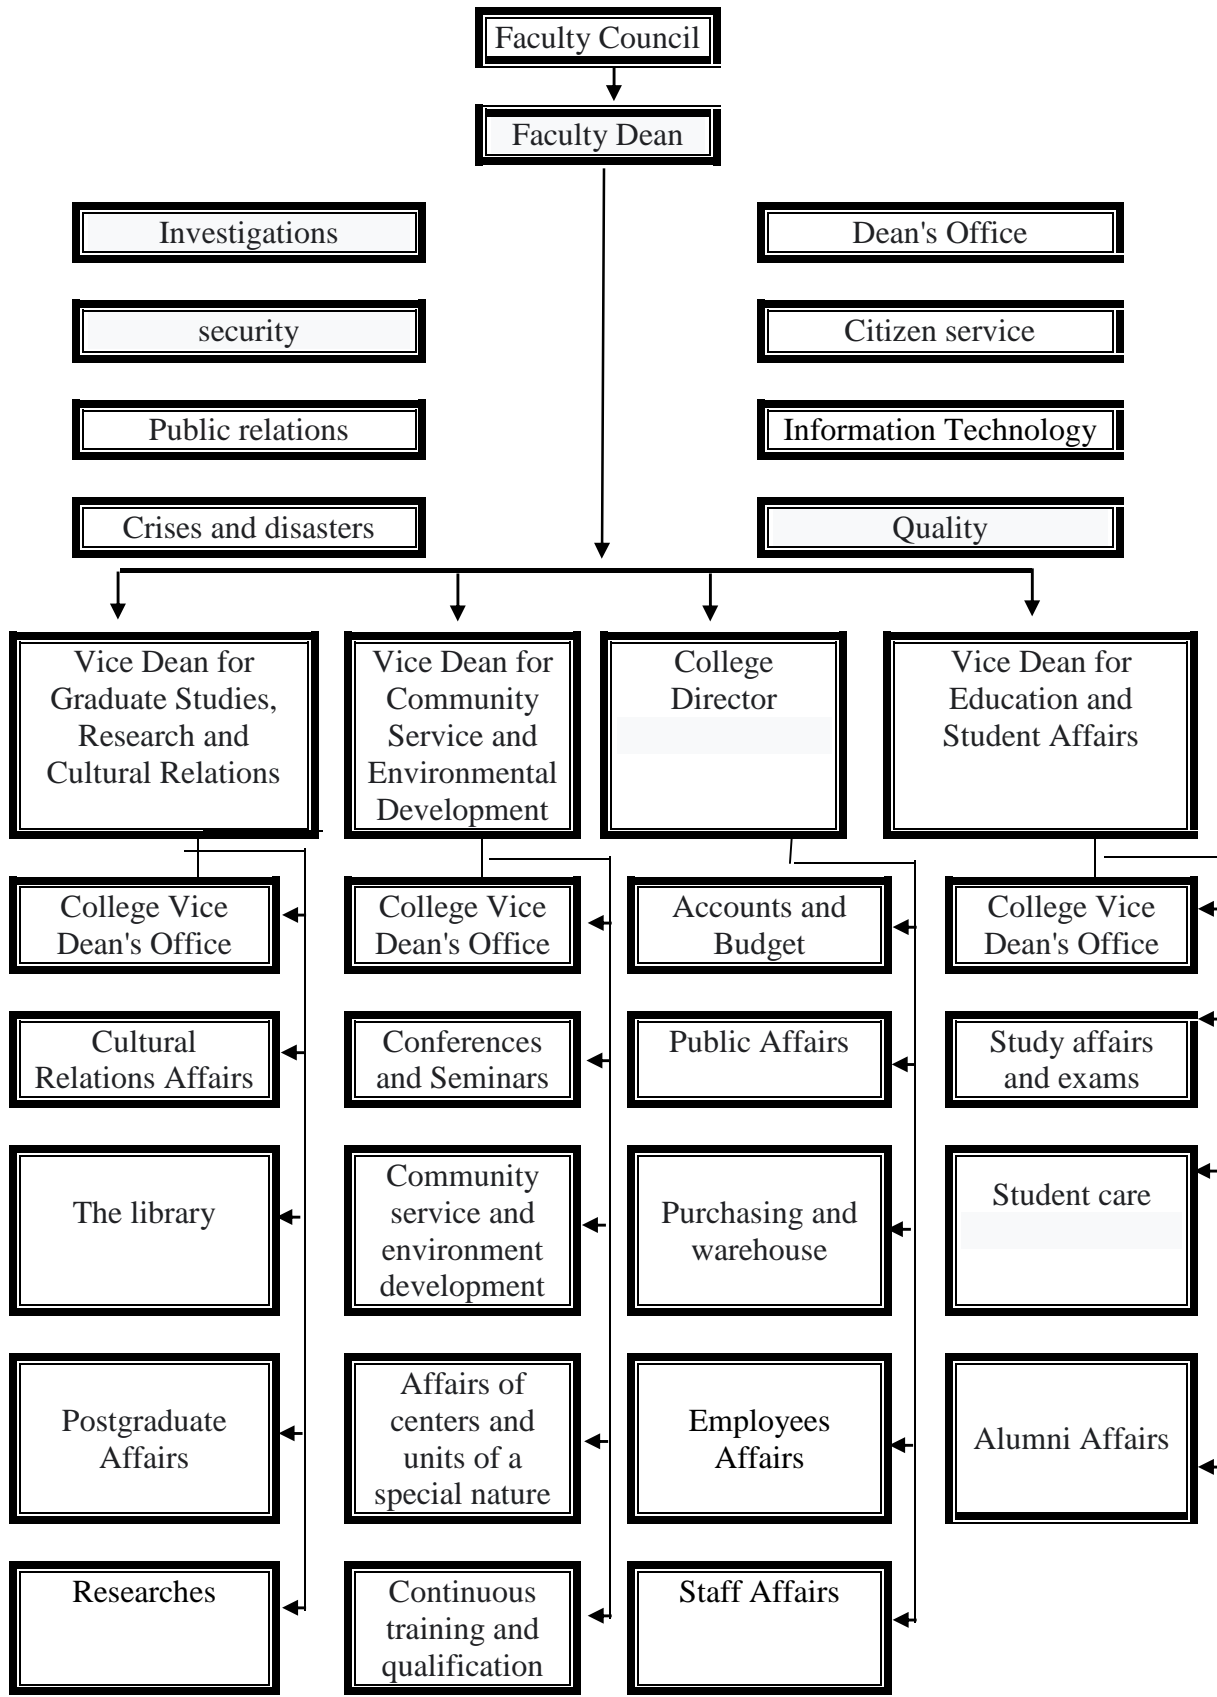 Faculty Council
Faculty Dean
Investigations
Dean's Office
security
Citizen service
Public relations
Information Technology
Crises and disasters
Quality
Vice Dean for
Graduate Studies,
Research and
Cultural Relations
Vice Dean for
Community
Service and
Environmental
Development
College
Director
Vice Dean for
Education and
Student Affairs
College Vice
Dean's Office
College Vice
Dean's Office
Accounts and
Budget
College Vice
Dean's Office
Cultural
Relations Affairs
Conferences
and Seminars
Public Affairs
Study affairs
and exams
The library
Community
service and
environment
development
Purchasing and
warehouse
Student care
Postgraduate
Affairs
Affairs of
centers and
units of a
special nature
Employees
Affairs
Alumni Affairs
Researches
Continuous
training and
qualification
Staff Affairs